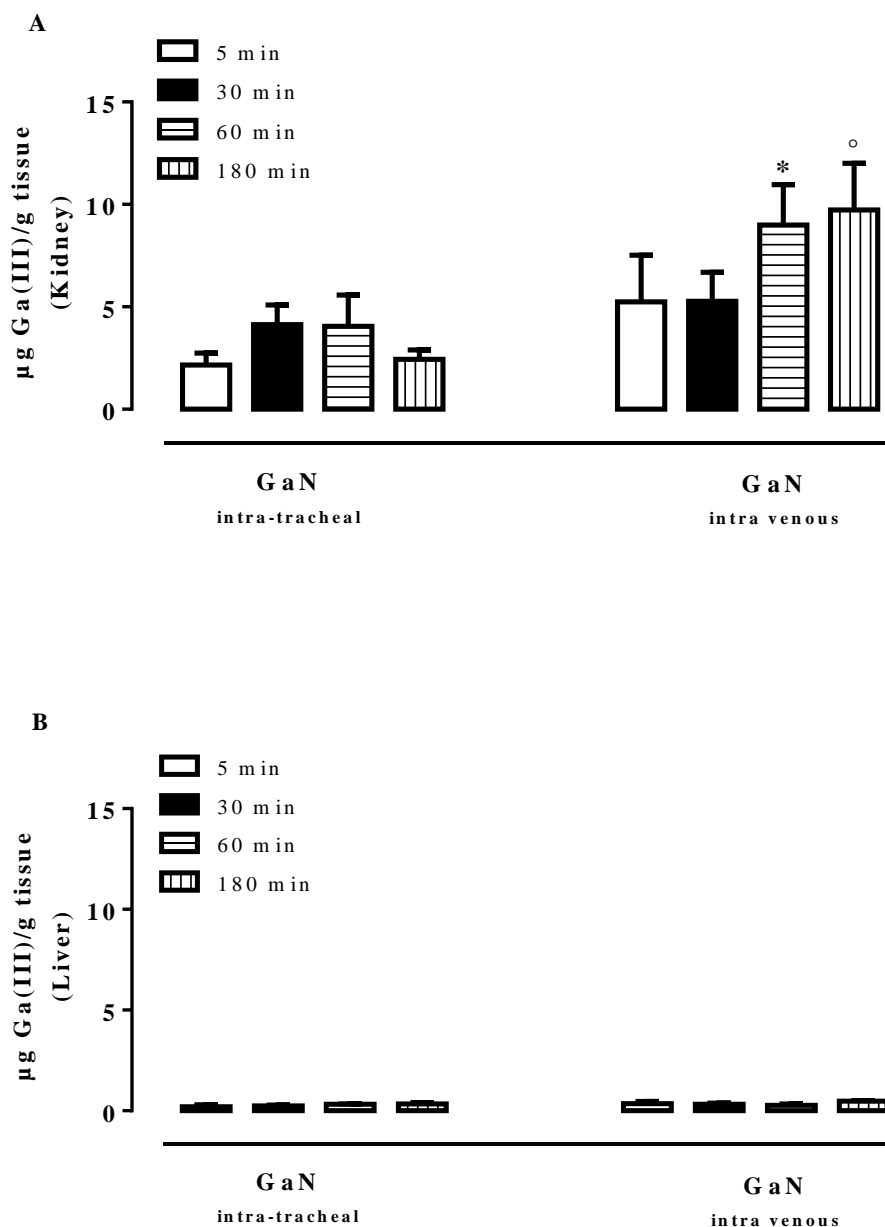 A
5 min
30 min
60 min
180 min
µg Ga(III)/g tissue
(Kidney)
15
10
5
0
*
°
GaN
intra-tracheal
GaN
intra venous
B
5 min
30 min
60 min
180 min
µg Ga(III)/g tissue
(Liver)
15
10
5
0
GaN
intra-tracheal
GaN
intra venous